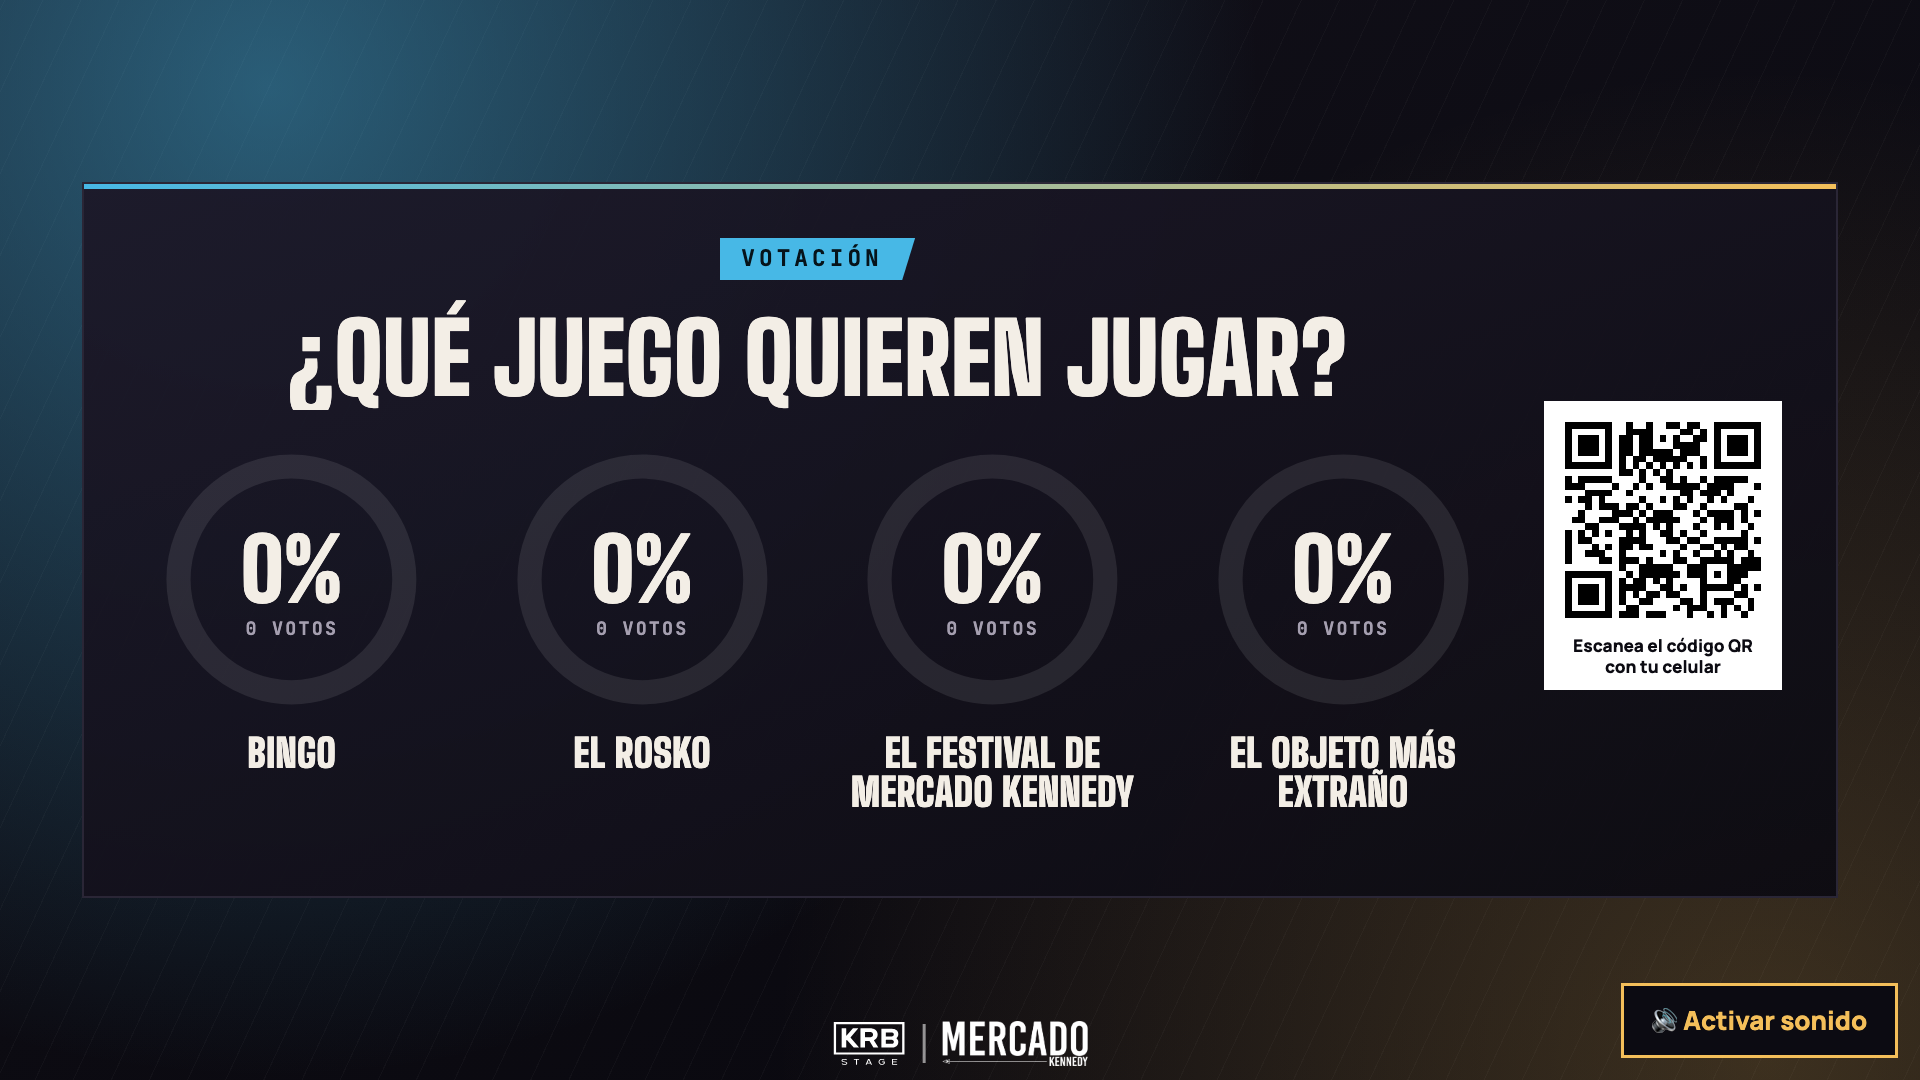 VOTACIÓN
¿QUÉ JUEGO QUIEREN JUGAR?
0%
0 VOTOS
BINGO
0%
0 VOTOS
EL ROSKO
0%
0 VOTOS
EL FESTIVAL DE
MERCADO KENNEDY
0%
0 VOTOS
EL OBJETO MÁS
EXTRAÑO
Escanea el código QR
con tu celular
KRB
STAGE
MERCADO
KENNEDY
Activar sonido